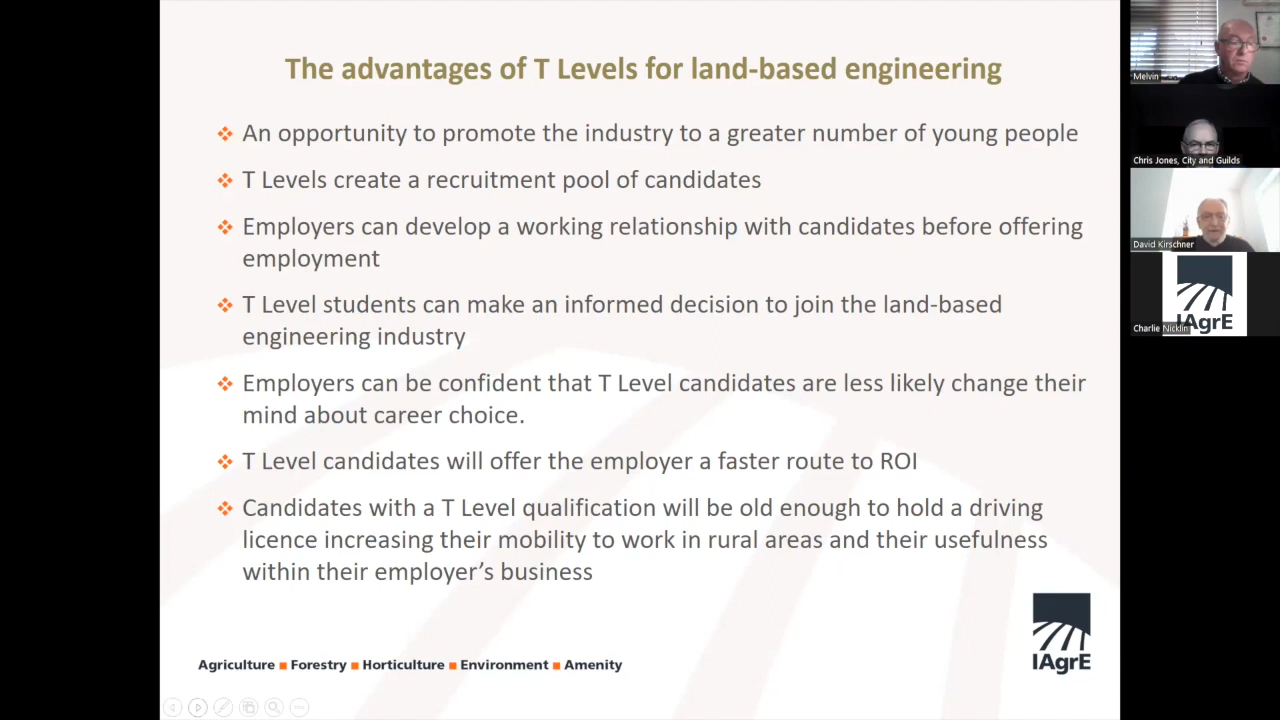 The advantages of T Levels for land-based engineering
❖ An opportunity to promote the industry to a greater number of young people
❖ T Levels create a recruitment pool of candidates
❖ Employers can develop a working relationship with candidates before offering
employment
❖ T Level students can make an informed decision to join the land-based
engineering industry
❖ Employers can be confident that T Level candidates are less likely change their
mind about career choice.
❖ T Level candidates will offer the employer a faster route to ROI
❖ Candidates with a T Level qualification will be old enough to hold a driving
licence increasing their mobility to work in rural areas and their usefulness
within their employer’s business
Agriculture ■ Forestry ■ Horticulture ■ Environment ■ Amenity
IAgrE
Melvin
Chris Jones, City and Guilds
David Kirschner
IAgrE
Charlie Nicklin